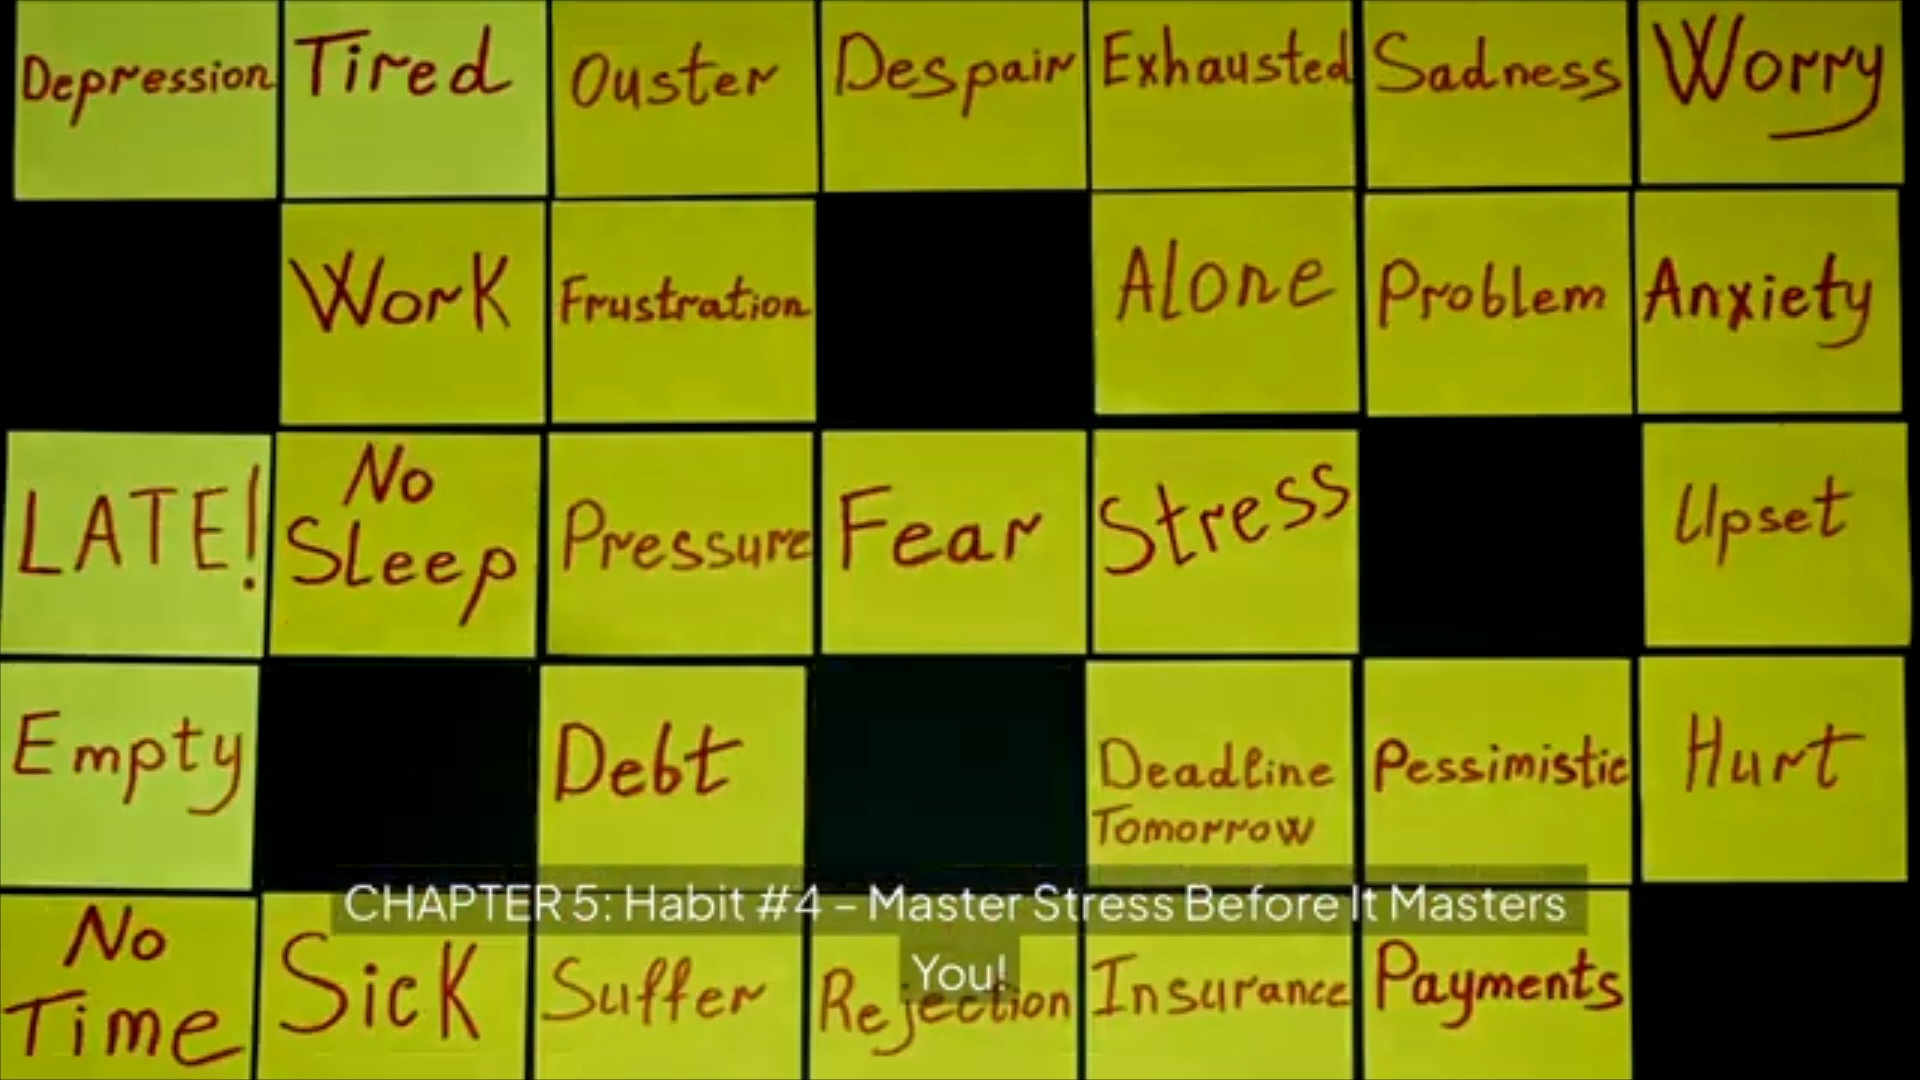 Depression
Tired
Ouster
Despair
Exhausted
Sadness
Worry
Work
Frustration
Alone
Problem
Anxiety
LATE!
No
Sleep
Pressure
Fear
Stress
Upset
Empty
Debt
Deadline
Tomorrow
Pessimistic
Hurt
CHAPTER 5: Habit #4 – Master Stress Before It Masters
You!
No
Time
Sick
Suffer
Rejection
Insurance
Payments